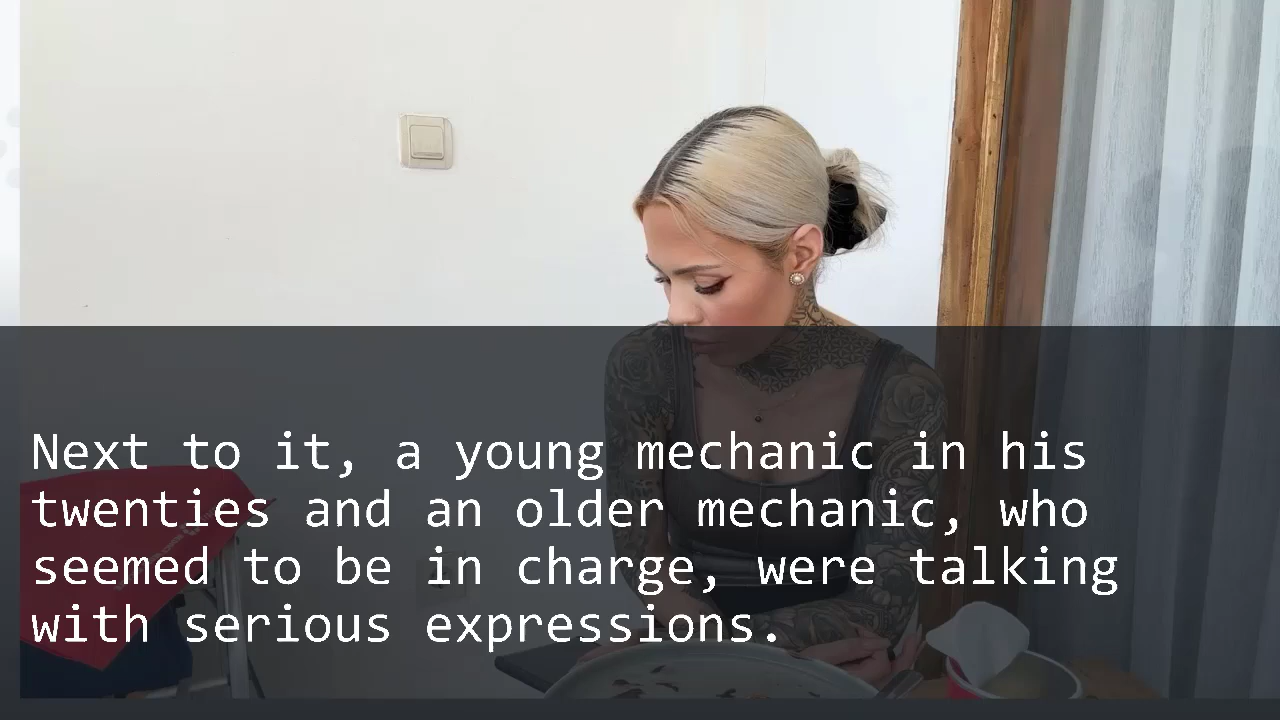 Next to it, a young mechanic in his
twenties and an older mechanic, who
seemed to be in charge, were talking
with serious expressions.